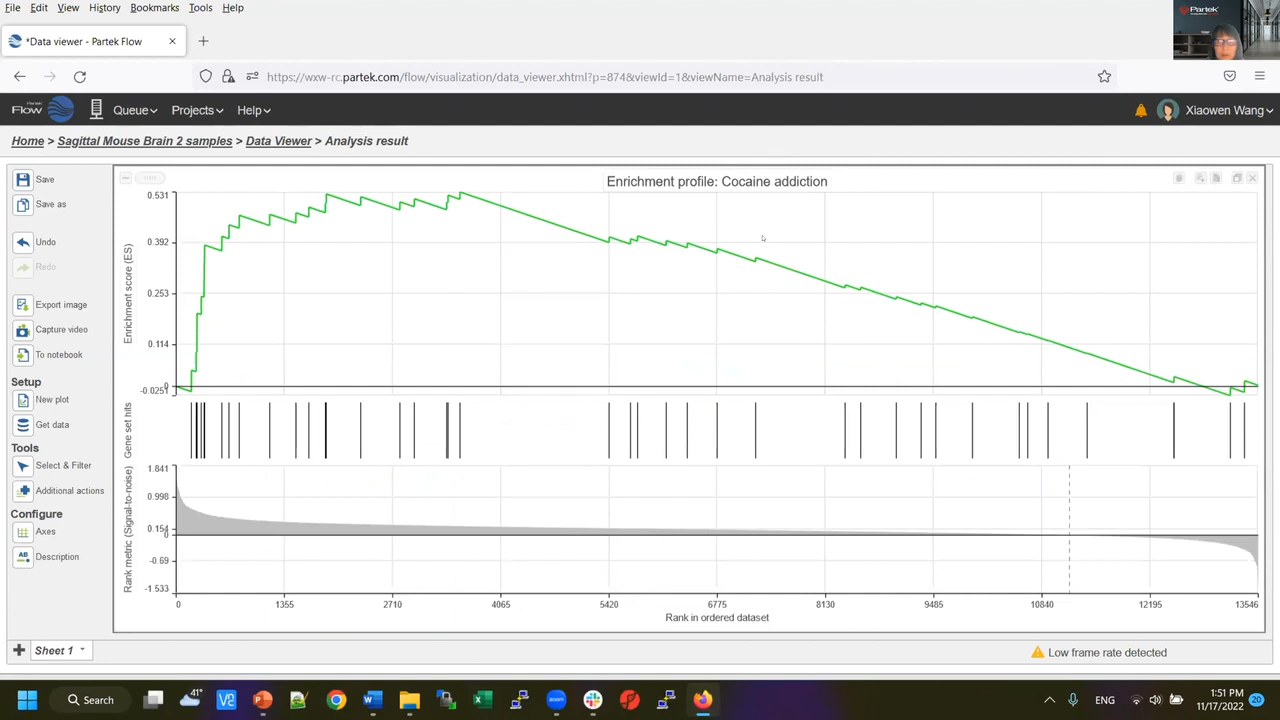 File Edit View History Bookmarks Tools Help
Partek
*Data viewer - Partek Flow
https://wxw-rc.partek.com/flow/visualization/data_viewer.xhtml?p=874&viewId=1&viewName=Analysis result
Partek
Flow
Queue Projects Help
Xiaowen Wang
Home > Sagittal Mouse Brain 2 samples > Data Viewer > Analysis result
Save
Save as
Undo
Redo
Export image
Capture video
To notebook
Setup
New plot
Get data
Tools
Select & Filter
Additional actions
Configure
Axes
Description
Enrichment profile: Cocaine addiction
Enrichment score (ES)
0.531
0.392
0.253
0.114
0
-0.0251
Gene set hits
Rank metric (Signal-to-noise)
1.841
0.998
0.154
0
-0.69
-1.533
0 1355 2710 4065 5420 6775 8130 9485 10840 12195 13546
Rank in ordered dataset
Sheet 1
Low frame rate detected
Search
41°
ENG
1:51 PM
11/17/2022
20